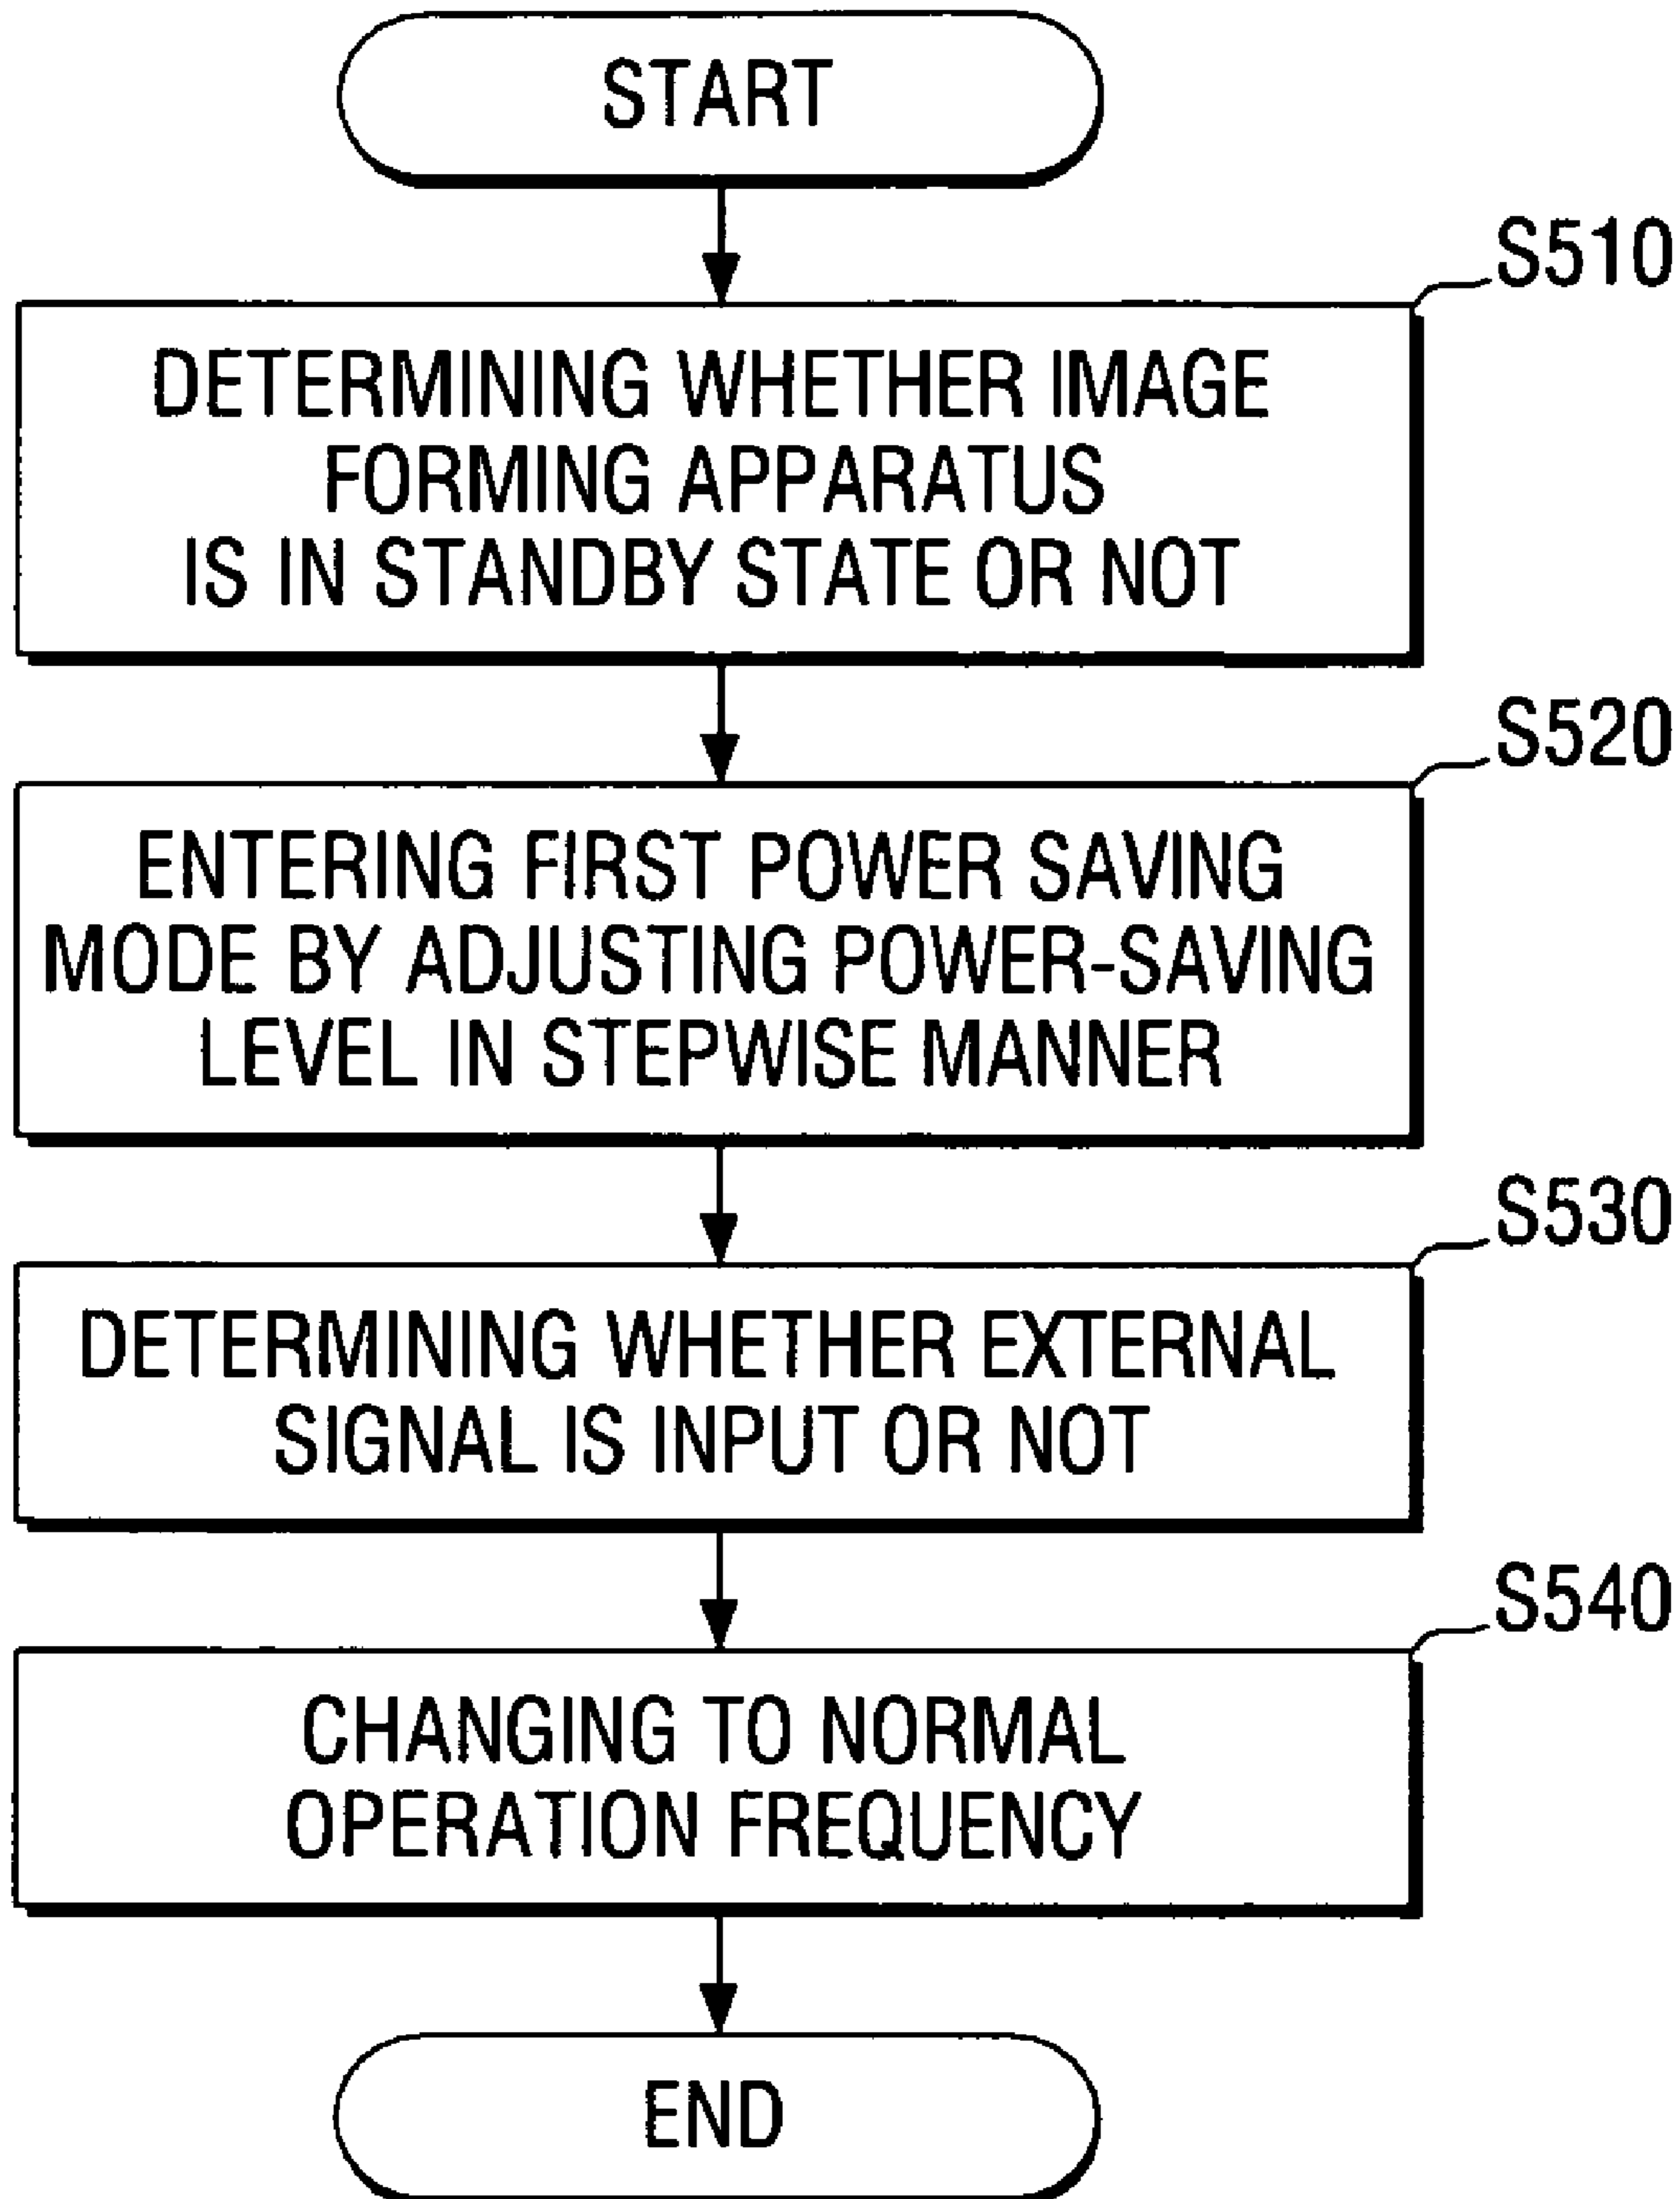 START
S510
DETERMINING WHETHER IMAGE
FORMING APPARATUS
IS IN STANDBY STATE OR NOT
S520
ENTERING FIRST POWER SAVING
MODE BY ADJUSTING POWER-SAVING
LEVEL IN STEPWISE MANNER
S530
DETERMINING WHETHER EXTERNAL
SIGNAL IS INPUT OR NOT
S540
CHANGING TO NORMAL
OPERATION FREQUENCY
END